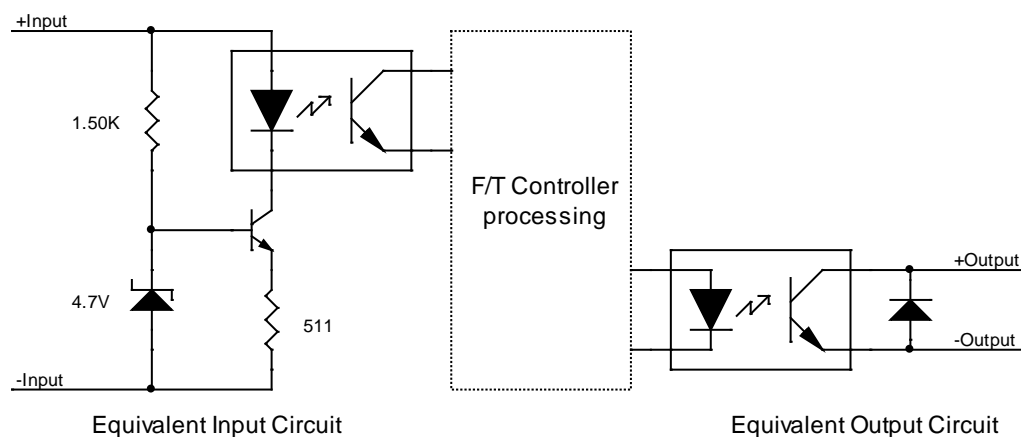 +Input
1.50K
F/T Controller
processing
+Output
4.7V
511
-Output
-Input
Equivalent Input Circuit
Equivalent Output Circuit